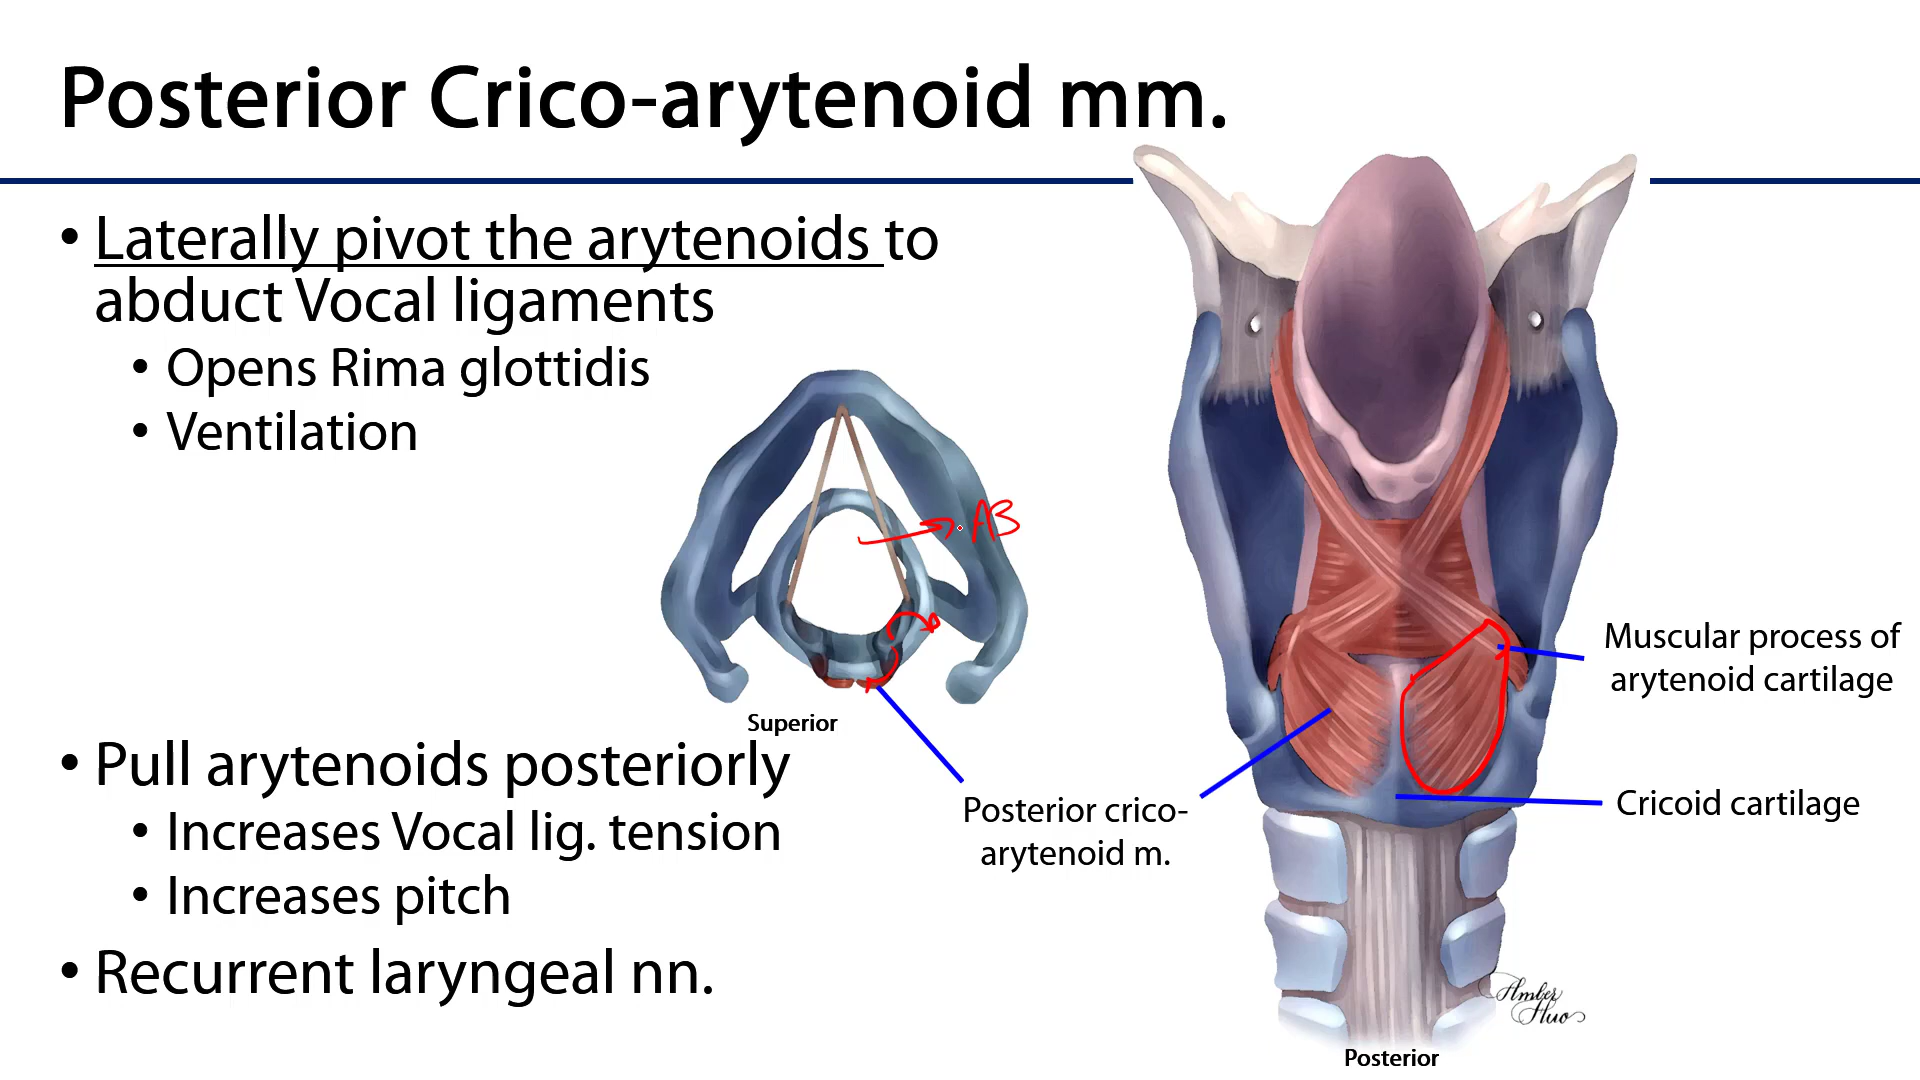 Posterior Crico-arytenoid mm.
• Laterally pivot the arytenoids to
abduct Vocal ligaments
• Opens Rima glottidis
• Ventilation
AB
Superior
• Pull arytenoids posteriorly
• Increases Vocal lig. tension
• Increases pitch
• Recurrent laryngeal nn.
Posterior crico-
arytenoid m.
Muscular process of
arytenoid cartilage
Cricoid cartilage
Amber
Huo
Posterior